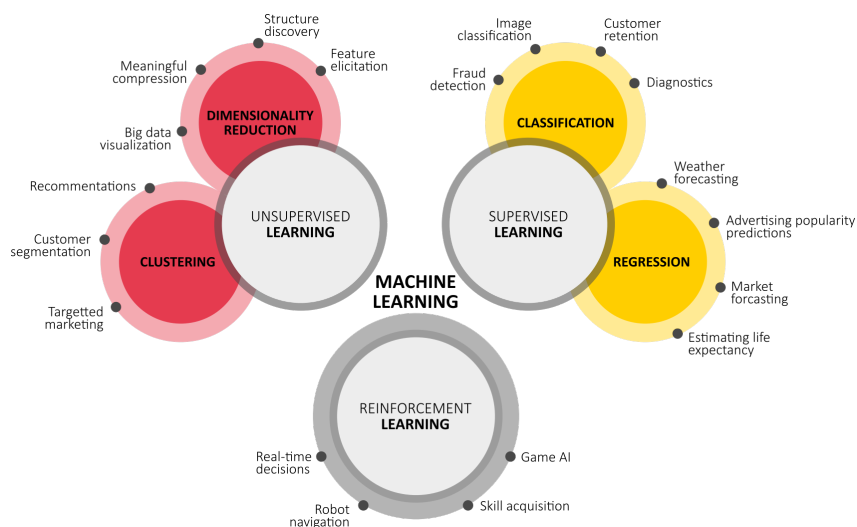 Structure
discovery
Meaningful
compression
Feature
elicitation
DIMENSIONALITY
REDUCTION
Big data
visualization
Recommentations
Customer
segmentation
Targetted
marketing
CLUSTERING
UNSUPERVISED
LEARNING
Image
classification
Customer
retention
Fraud
detection
Diagnostics
CLASSIFICATION
SUPERVISED
LEARNING
Weather
forecasting
Advertising popularity
predictions
REGRESSION
Market
forcasting
Estimating life
expectancy
MACHINE
LEARNING
REINFORCEMENT
LEARNING
Real-time
decisions
Game AI
Robot
navigation
Skill acquisition